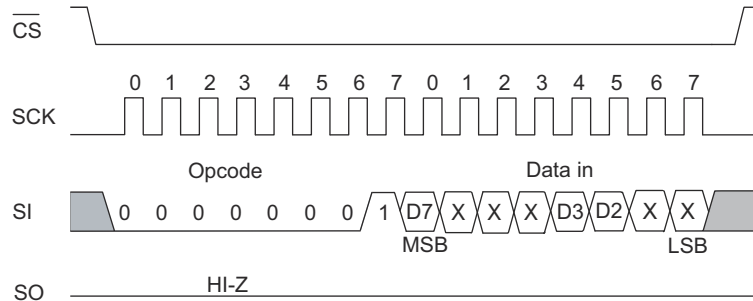 CS
SCK 0 1 2 3 4 5 6 7 0 1 2 3 4 5 6 7
Opcode Data in
SI 0 0 0 0 0 0 0 1 D7 X X X D3 D2 X X
MSB LSB
HI-Z
SO